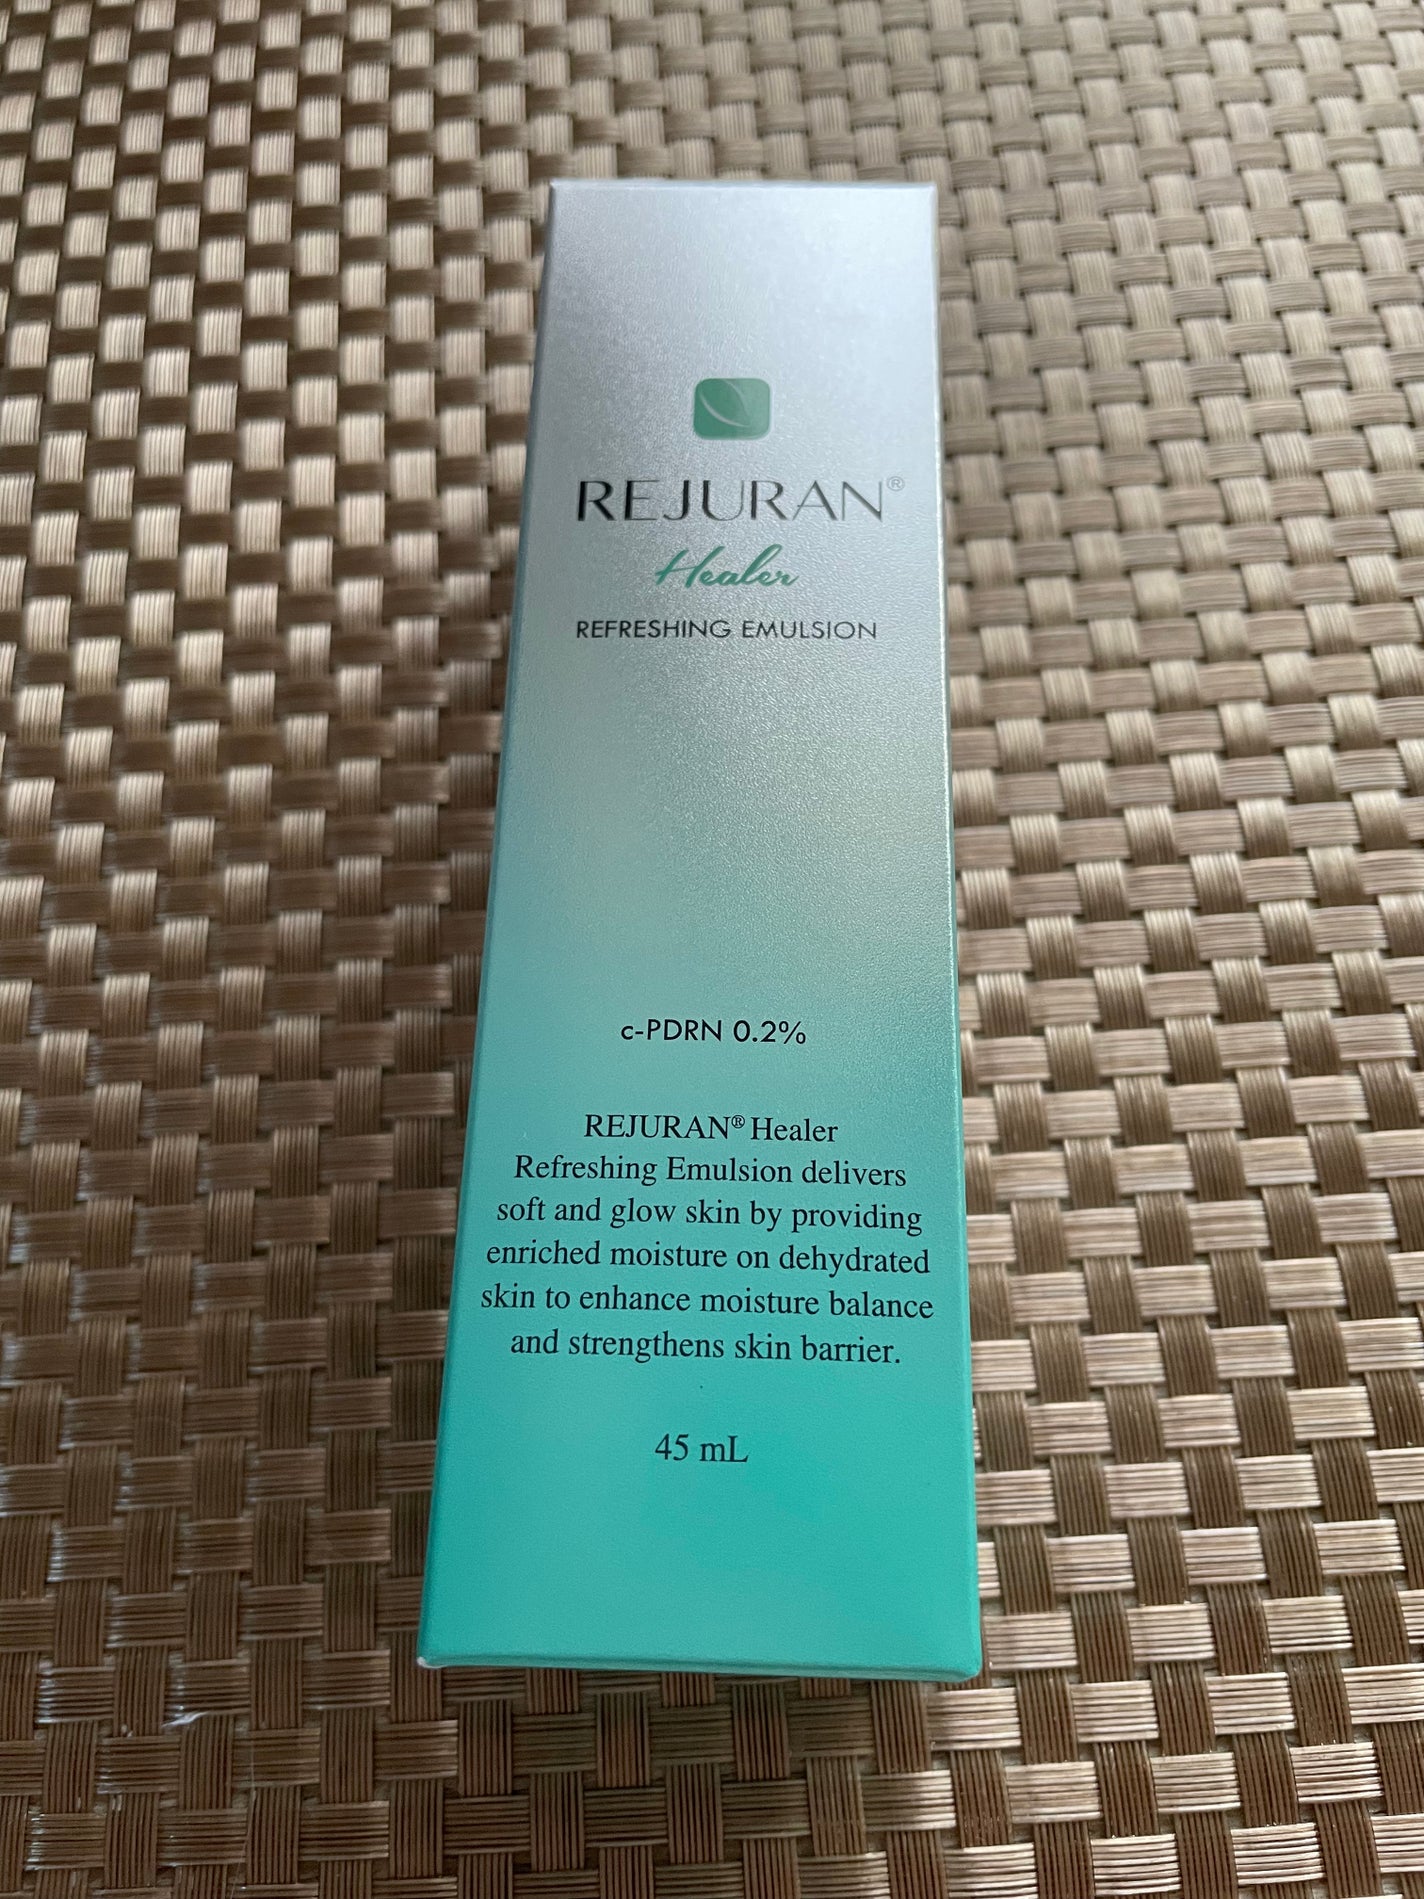 REJURAN®
Healer
REFRESHING EMULSION
c-PDRN 0.2%
REJURAN® Healer
Refreshing Emulsion delivers
soft and glow skin by providing
enriched moisture on dehydrated
skin to enhance moisture balance
and strengthens skin barrier.
45 mL